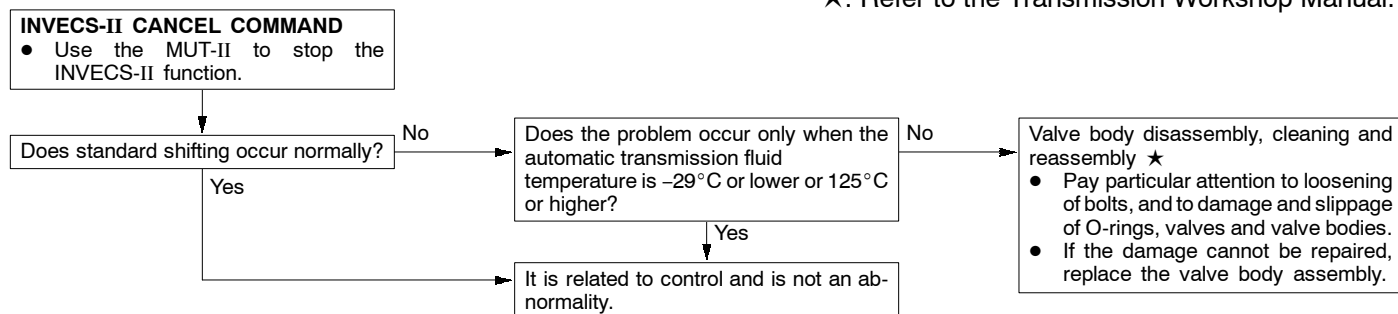 ★: Refer to the Transmission Workshop Manual.
INVECS-II CANCEL COMMAND
● Use the MUT-II to stop the
INVECS-II function.
Does standard shifting occur normally?
No
Yes
Does the problem occur only when the
automatic transmission fluid
temperature is –29°C or lower or 125°C
or higher?
No
Yes
Valve body disassembly, cleaning and
reassembly ★
● Pay particular attention to loosening
of bolts, and to damage and slippage
of O-rings, valves and valve bodies.
● If the damage cannot be repaired,
replace the valve body assembly.
It is related to control and is not an ab-
normality.